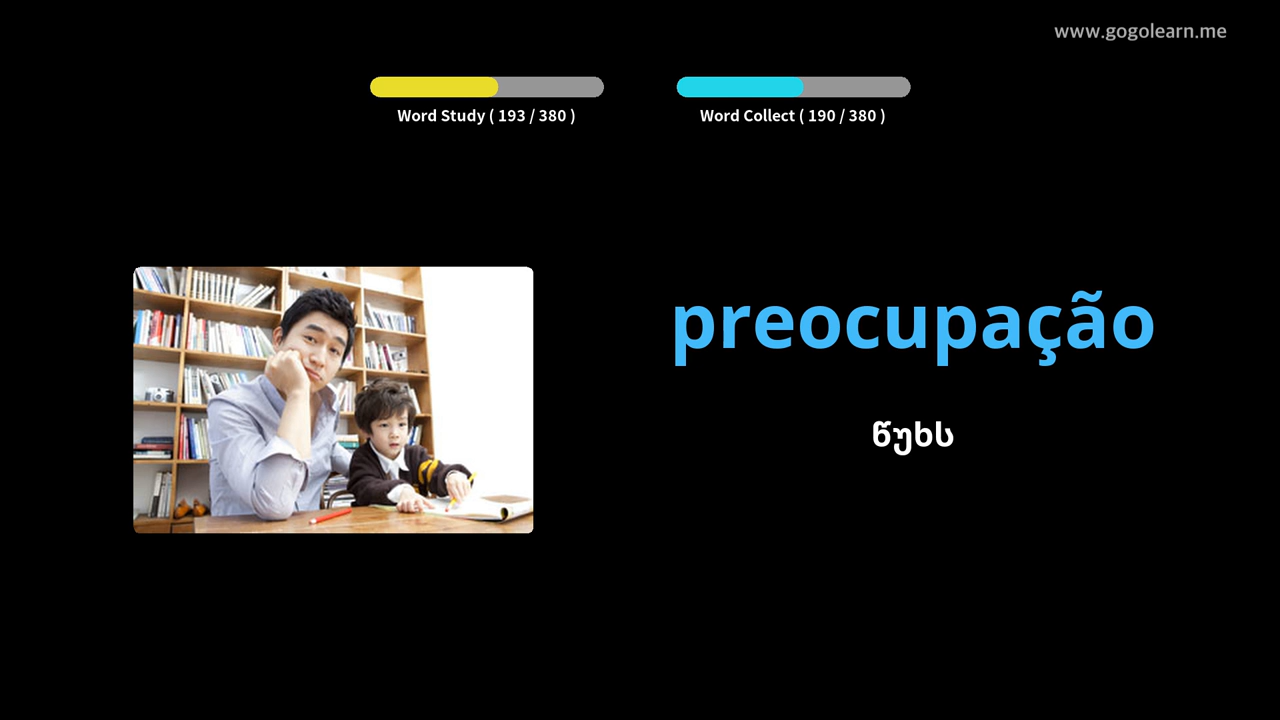 www.gogolearn.me
Word Study ( 193 / 380 )
Word Collect ( 190 / 380 )
preocupação
წუხს